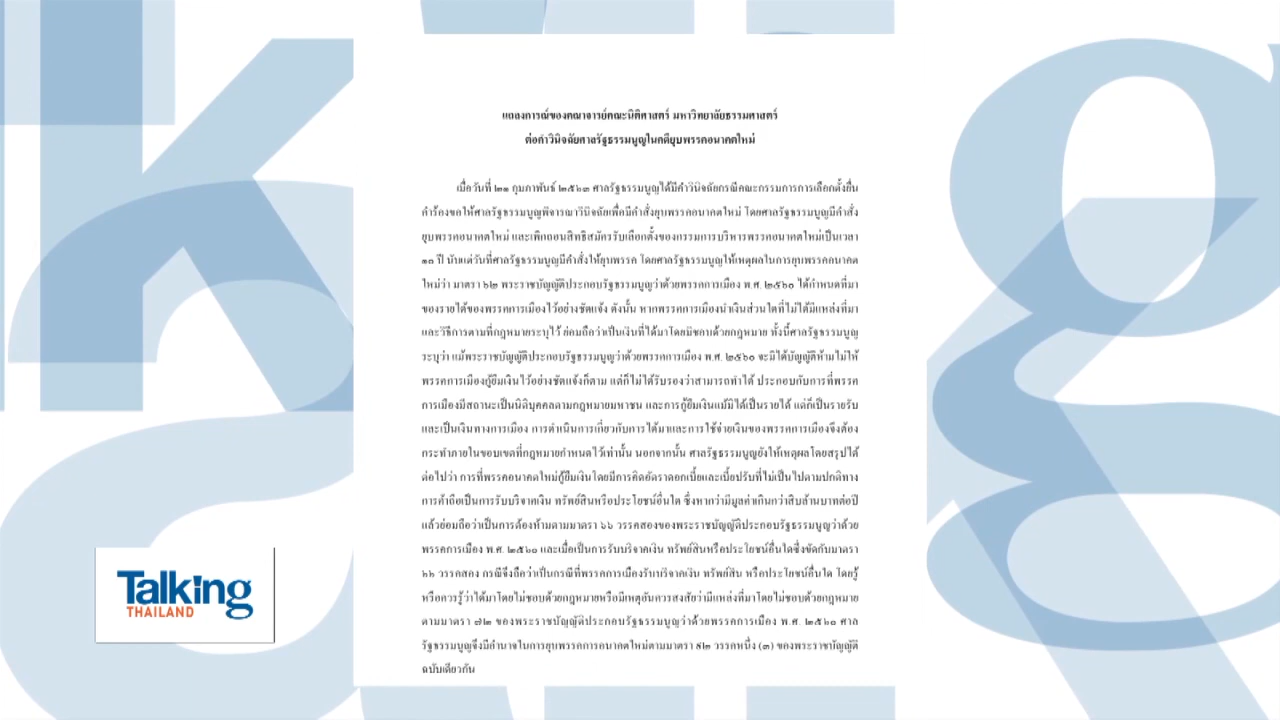 แถลงการณ์ของคณาจารย์คณะนิติศาสตร์ มหาวิทยาลัยธรรมศาสตร์
ต่อคำวินิจฉัยศาลรัฐธรรมนูญในคดียุบพรรคอนาคตใหม่
เมื่อวันที่ ๒๑ กุมภาพันธ์ ๒๕๖๓ ศาลรัฐธรรมนูญได้มีคำวินิจฉัยกรณีคณะกรรมการการเลือกตั้งยื่น
คำร้องขอให้ศาลรัฐธรรมนูญพิจารณาวินิจฉัยเพื่อมีคำสั่งยุบพรรคอนาคตใหม่ โดยศาลรัฐธรรมนูญมีคำสั่ง
ยุบพรรคอนาคตใหม่ และเพิกถอนสิทธิสมัครรับเลือกตั้งของกรรมการบริหารพรรคอนาคตใหม่เป็นเวลา
๑๐ ปี นับแต่วันที่ศาลรัฐธรรมนูญมีคำสั่งให้ยุบพรรค โดยศาลรัฐธรรมนูญให้เหตุผลในการยุบพรรคอนาคต
ใหม่ว่า มาตรา ๖๒ พระราชบัญญัติประกอบรัฐธรรมนูญว่าด้วยพรรคการเมือง พ.ศ. ๒๕๖๐ ได้กำหนดที่มา
ของรายได้ของพรรคการเมืองไว้อย่างชัดแจ้ง ดังนั้น หากพรรคการเมืองนำเงินส่วนใดที่ไม่ได้มีแหล่งที่มา
และวิธีการตามที่กฎหมายระบุไว้ ย่อมถือว่าเป็นเงินที่ได้มาโดยมิชอบด้วยกฎหมาย ทั้งนี้ศาลรัฐธรรมนูญ
ระบุว่า แม้พระราชบัญญัติประกอบรัฐธรรมนูญว่าด้วยพรรคการเมือง พ.ศ. ๒๕๖๐ จะมิได้บัญญัติห้ามไม่ให้
พรรคการเมืองกู้ยืมเงินไว้อย่างชัดแจ้งก็ตาม แต่ก็ไม่ได้รับรองว่าสามารถทำได้ ประกอบกับการที่พรรค
การเมืองมีสถานะเป็นนิติบุคคลตามกฎหมายมหาชน และการกู้ยืมเงินแม้มิได้เป็นรายได้ แต่ก็เป็นรายรับ
และเป็นเงินทางการเมือง การดำเนินการเกี่ยวกับการได้มาและการใช้จ่ายเงินของพรรคการเมืองจึงต้อง
กระทำภายในขอบเขตที่กฎหมายกำหนดไว้เท่านั้น นอกจากนั้น ศาลรัฐธรรมนูญยังให้เหตุผลโดยสรุปได้
ต่อไปว่า การที่พรรคอนาคตใหม่กู้ยืมเงินโดยมีการคิดอัตราดอกเบี้ยและเบี้ยปรับที่ไม่เป็นไปตามปกติทาง
การค้าถือเป็นการรับบริจาคเงิน ทรัพย์สินหรือประโยชน์อื่นใด ซึ่งหากว่ามีมูลค่าเกินกว่าสิบล้านบาทต่อปี
แล้วย่อมถือว่าเป็นการต้องห้ามตามมาตรา ๖๖ วรรคสองของพระราชบัญญัติประกอบรัฐธรรมนูญว่าด้วย
พรรคการเมือง พ.ศ. ๒๕๖๐ และเมื่อเป็นการรับบริจาคเงิน ทรัพย์สินหรือประโยชน์อื่นใดซึ่งขัดกับมาตรา
๖๖ วรรคสอง กรณีจึงถือว่าเป็นกรณีที่พรรคการเมืองรับบริจาคเงิน ทรัพย์สิน หรือประโยชน์อื่นใด โดยรู้
หรือควรรู้ว่าได้มาโดยไม่ชอบด้วยกฎหมายหรือมีเหตุอันควรสงสัยว่ามีแหล่งที่มาโดยไม่ชอบด้วยกฎหมาย
ตามมาตรา ๗๒ ของพระราชบัญญัติประกอบรัฐธรรมนูญว่าด้วยพรรคการเมือง พ.ศ. ๒๕๖๐ ศาล
รัฐธรรมนูญจึงมีอำนาจในการยุบพรรคการอนาคตใหม่ตามมาตรา ๙๒ วรรคหนึ่ง (๓) ของพระราชบัญญัติ
ฉบับเดียวกัน
Talking
THAILAND